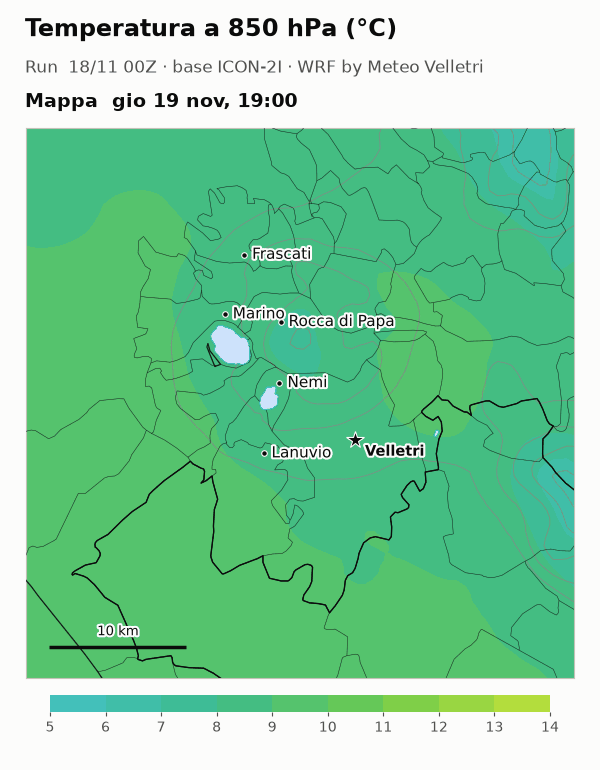 Temperatura a 850 hPa (°C)
Run  18/11 00Z · base ICON-2I · WRF by Meteo Velletri
Mappa  gio 19 nov, 19:00
Frascati
Marino
Rocca di Papa
Nemi
Velletri
Lanuvio
10 km
5 6 7 8 9 10 11 12 13 14